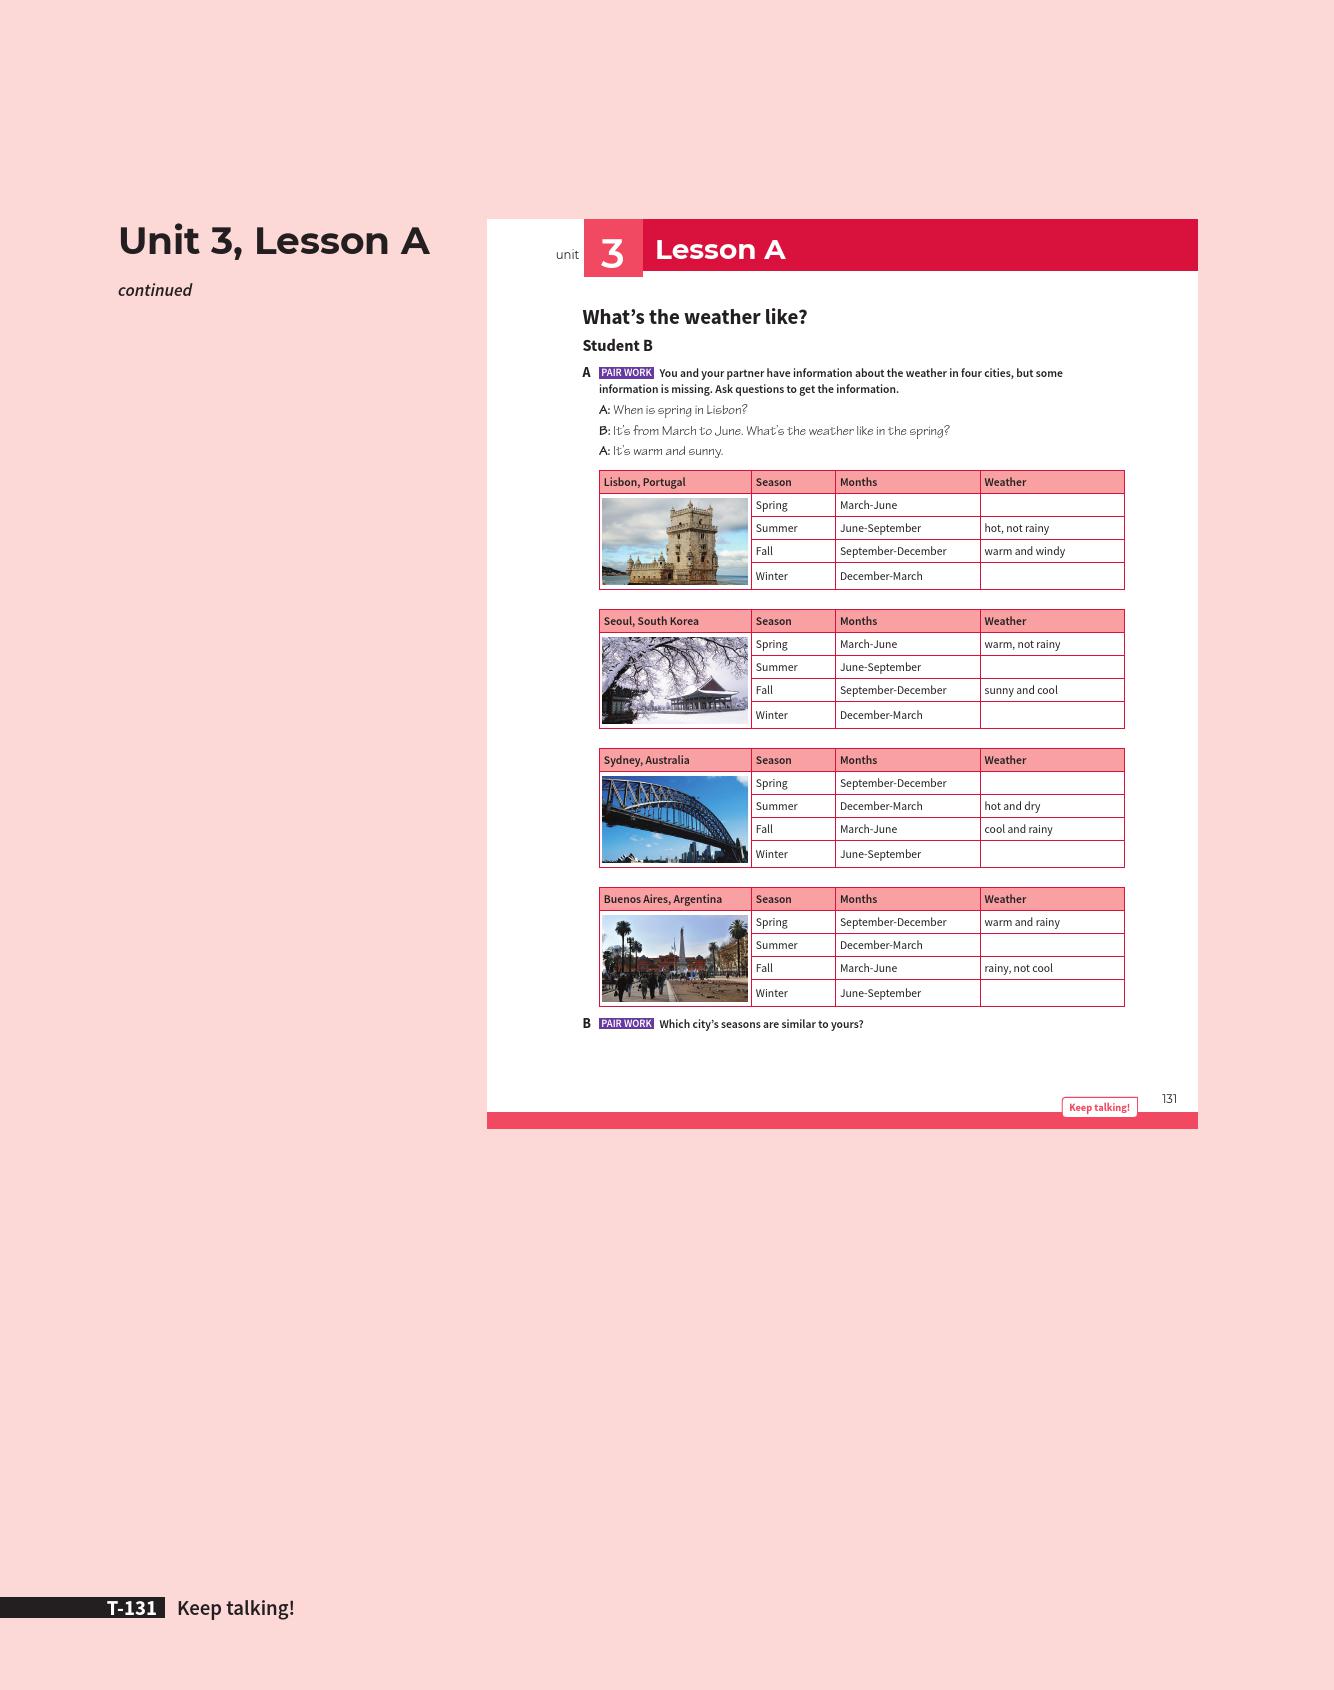 Unit 3, Lesson A
continued
unit 3 Lesson A
What's the weather like?
Student B
A PAIR WORK You and your partner have information about the weather in four cities, but some
information is missing. Ask questions to get the information.
A: When is spring in Lisbon?
B: It's from March to June. What's the weather like in the spring?
A: It's warm and sunny.
Lisbon, Portugal Season Months Weather
Spring March-June
Summer June-September hot, not rainy
Fall September-December warm and windy
Winter December-March
Seoul, South Korea Season Months Weather
Spring March-June warm, not rainy
Summer June-September
Fall September-December sunny and cool
Winter December-March
Sydney, Australia Season Months Weather
Spring September-December
Summer December-March hot and dry
Fall March-June cool and rainy
Winter June-September
Buenos Aires, Argentina Season Months Weather
Spring September-December warm and rainy
Summer December-March
Fall March-June rainy, not cool
Winter June-September
B PAIR WORK Which city's seasons are similar to yours?
Keep talking! 131
T-131 Keep talking!